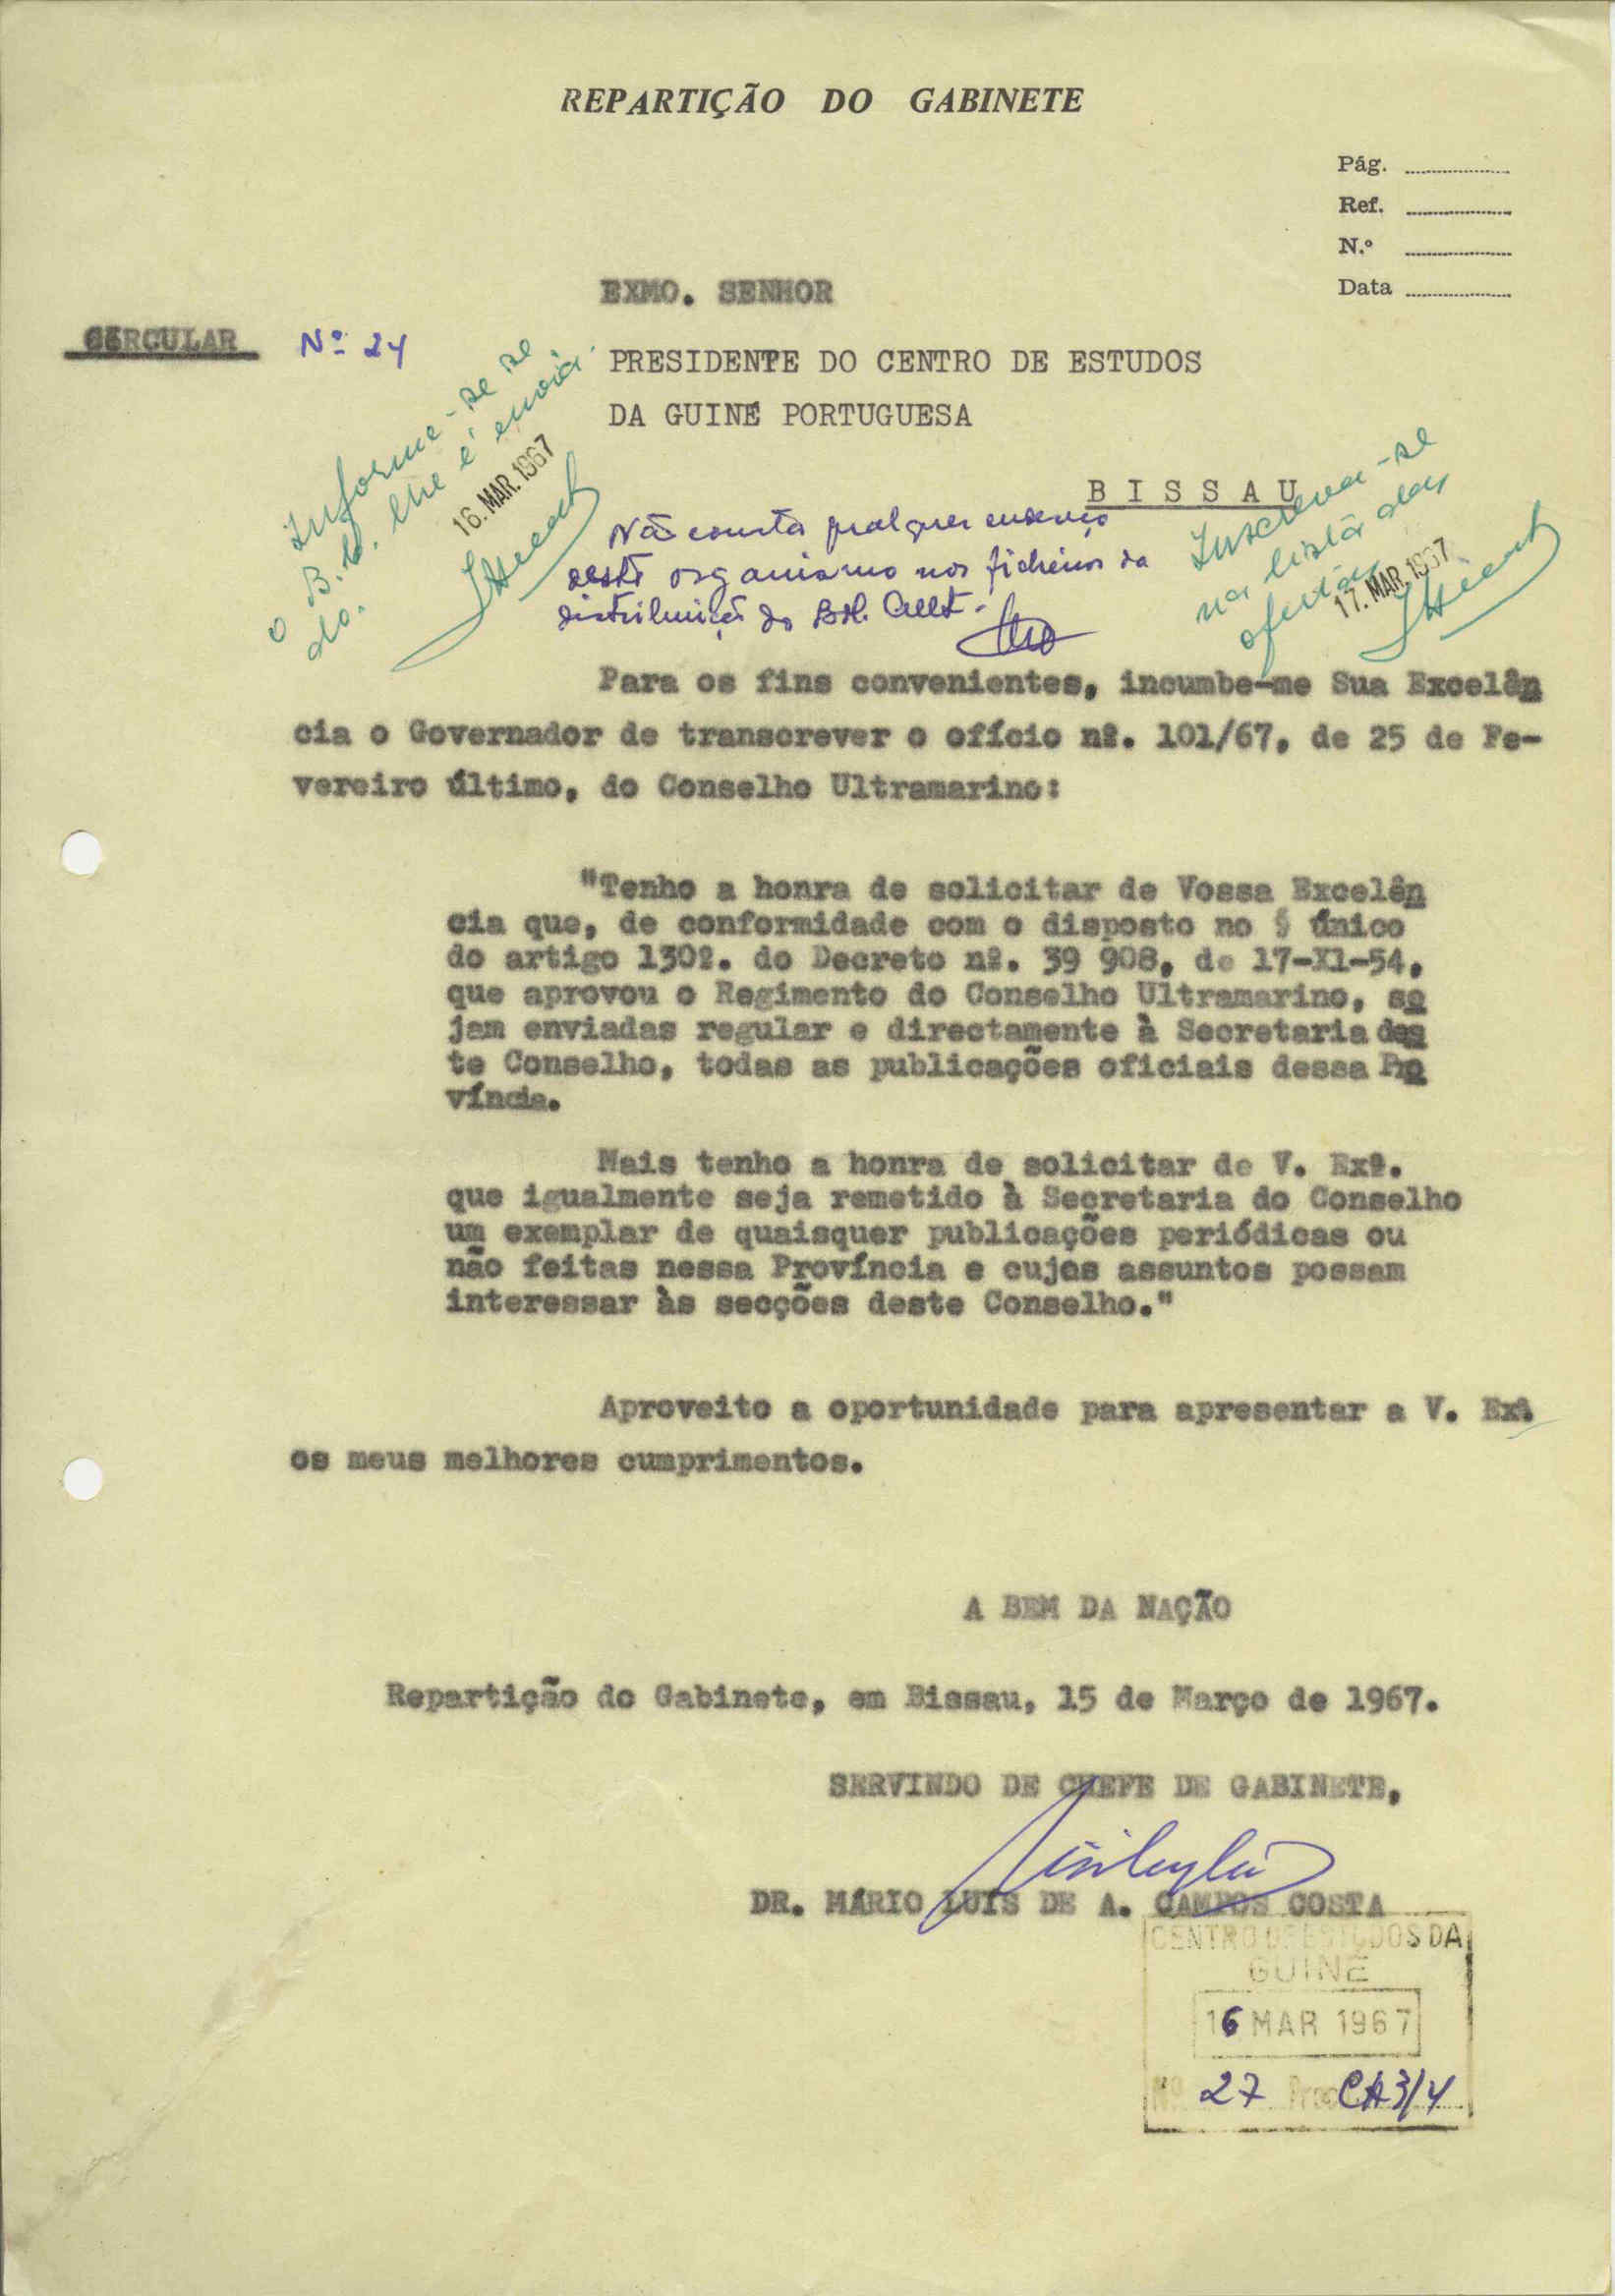 REPARTIÇÃO DO GABINETE
Pág.
Ref.
N.º
Data
EXMO. SENHOR
CIRCULAR Nº 24
PRESIDENTE DO CENTRO DE ESTUDOS
DA GUINÉ PORTUGUESA
BISSAU
Informe-se se
o B. C. lhe é envia-
do.
16. MAR. 1967
Não consta qualquer
deste organismo nos ficheiros da
distribuição do
Inscreva-se
na lista das
ofertas
17. MAR. 1967
Para os fins convenientes, incumbe-me Sua Excelên
cia o Governador de transcrever o ofício nº. 101/67, de 25 de Fe-
vereiro último, do Conselho Ultramarino:
"Tenho a honra de solicitar de Vossa Excelên
cia que, de conformidade com o disposto no § único
do artigo 130º. do Decreto nº. 39 908, de 17-XI-54,
que aprovou o Regimento do Conselho Ultramarino, se
jam enviadas regular e directamente à Secretaria des
te Conselho, todas as publicações oficiais dessa Pro
víncia.
Mais tenho a honra de solicitar de V. Exª.
que igualmente seja remetido à Secretaria do Conselho
um exemplar de quaisquer publicações periódicas ou
não feitas nessa Província e cujos assuntos possam
interessar às secções deste Conselho."
Aproveito a oportunidade para apresentar a V. Exª.
os meus melhores cumprimentos.
A BEM DA NAÇÃO
Repartição do Gabinete, em Bissau, 15 de Março de 1967.
SERVINDO DE CHEFE DE GABINETE,
DR. MÁRIO LUÍS DE A. CAMPOS COSTA
CENTRO DE ESTUDOS DA
GUINÉ
16 MAR 1967
Nº 27 Proc CA3/4